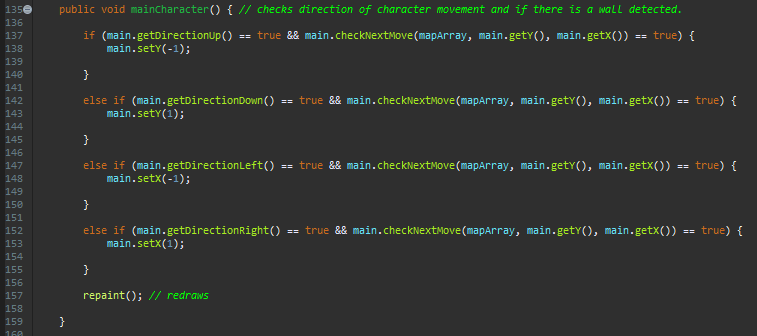 135 public void mainCharacter() { // checks direction of character movement and if there is a wall detected.
136
137 if (main.getDirectionUp() == true && main.checkNextMove(mapArray, main.getY(), main.getX()) == true) {
138 main.setY(-1);
139
140 }
141
142 else if (main.getDirectionDown() == true && main.checkNextMove(mapArray, main.getY(), main.getX()) == true) {
143 main.setY(1);
144
145 }
146
147 else if (main.getDirectionLeft() == true && main.checkNextMove(mapArray, main.getY(), main.getX()) == true) {
148 main.setX(-1);
149
150 }
151
152 else if (main.getDirectionRight() == true && main.checkNextMove(mapArray, main.getY(), main.getX()) == true) {
153 main.setX(1);
154
155 }
156
157 repaint(); // redraws
158
159 }
160